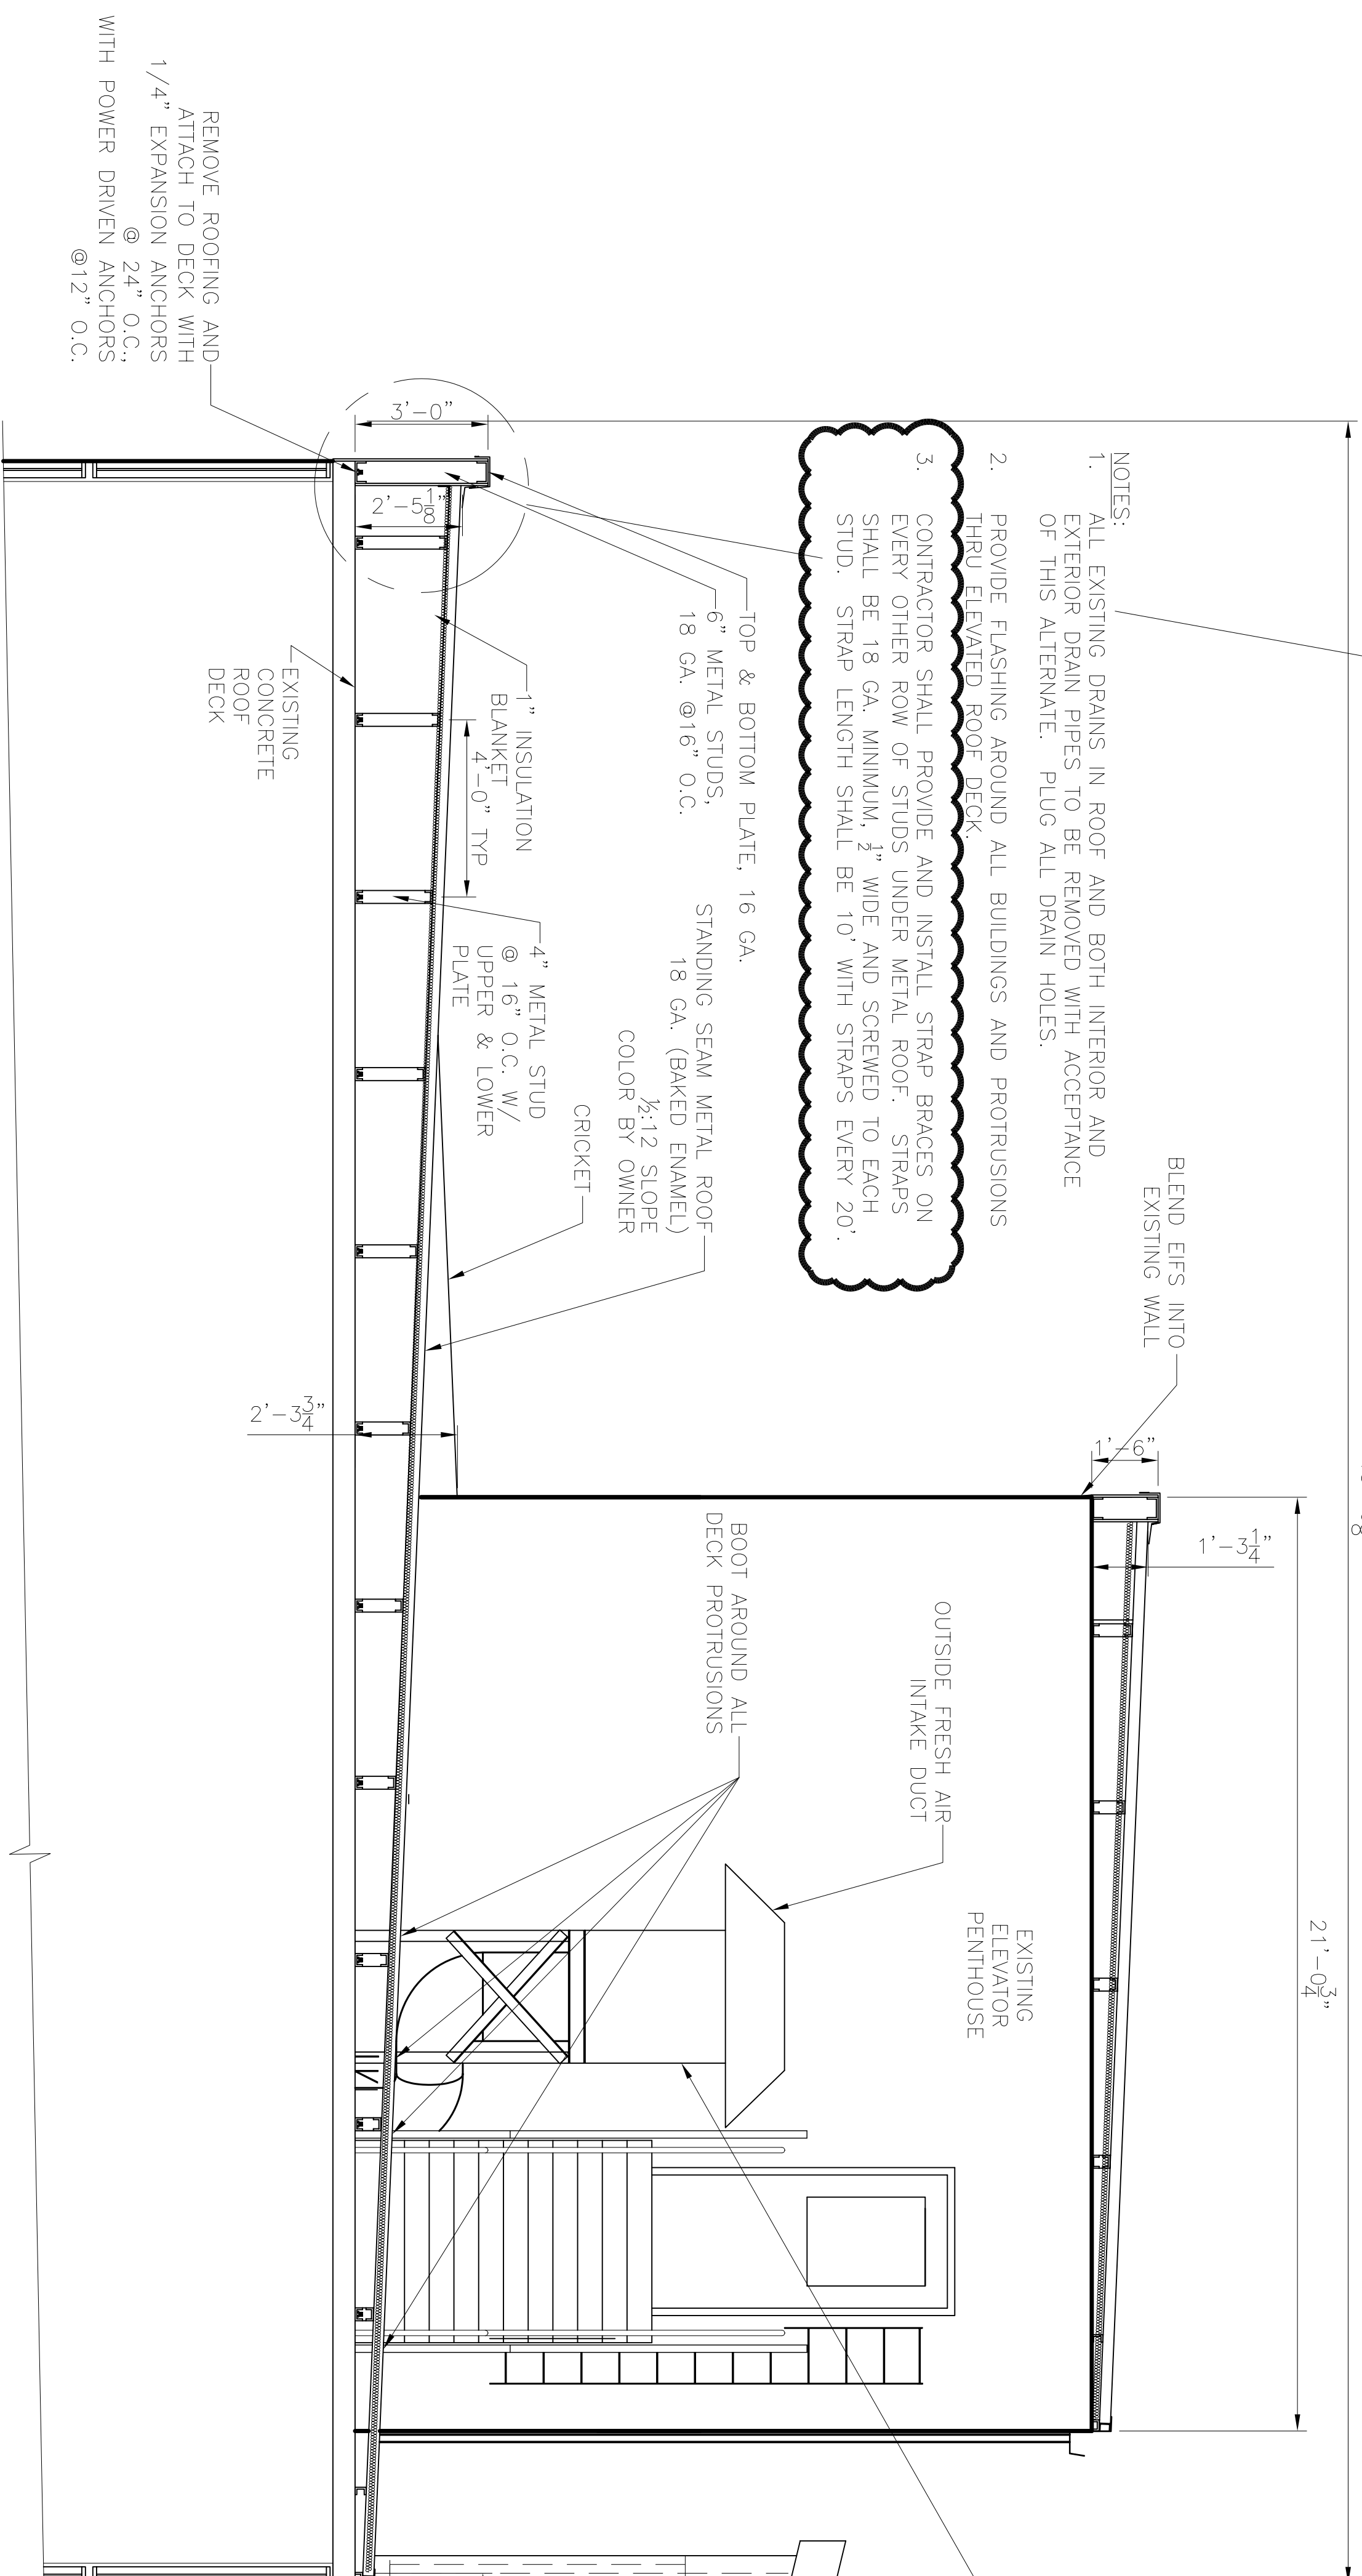 NOTES:
1. ALL EXISTING DRAINS IN ROOF AND BOTH INTERIOR AND
EXTERIOR DRAIN PIPES TO BE REMOVED WITH ACCEPTANCE
OF THIS ALTERNATE. PLUG ALL DRAIN HOLES.
2. PROVIDE FLASHING AROUND ALL BUILDINGS AND PROTRUSIONS
THRU ELEVATED ROOF DECK.
3. CONTRACTOR SHALL PROVIDE AND INSTALL STRAP BRACES ON
EVERY OTHER ROW OF STUDS UNDER METAL ROOF. STRAPS
SHALL BE 18 GA. MINIMUM, 1/2" WIDE AND SCREWED TO EACH
STUD. STRAP LENGTH SHALL BE 10' WITH STRAPS EVERY 20'.
BLEND EIFS INTO
EXISTING WALL
1'-6"
1'-3 1/4"
21'-0 3/4"
TOP & BOTTOM PLATE, 16 GA.
6" METAL STUDS,
18 GA. @16" O.C.
STANDING SEAM METAL ROOF
18 GA. (BAKED ENAMEL)
½:12 SLOPE
COLOR BY OWNER
CRICKET
1" INSULATION
BLANKET
4'-0" TYP
4" METAL STUD
@ 16" O.C. W/
UPPER & LOWER
PLATE
3'-0"
2'-5 1/8"
2'-3 3/4"
EXISTING
CONCRETE
ROOF
DECK
REMOVE ROOFING AND
ATTACH TO DECK WITH
1/4" EXPANSION ANCHORS
@ 24" O.C.,
WITH POWER DRIVEN ANCHORS
@12" O.C.
OUTSIDE FRESH AIR
INTAKE DUCT
BOOT AROUND ALL
DECK PROTRUSIONS
EXISTING
ELEVATOR
PENTHOUSE